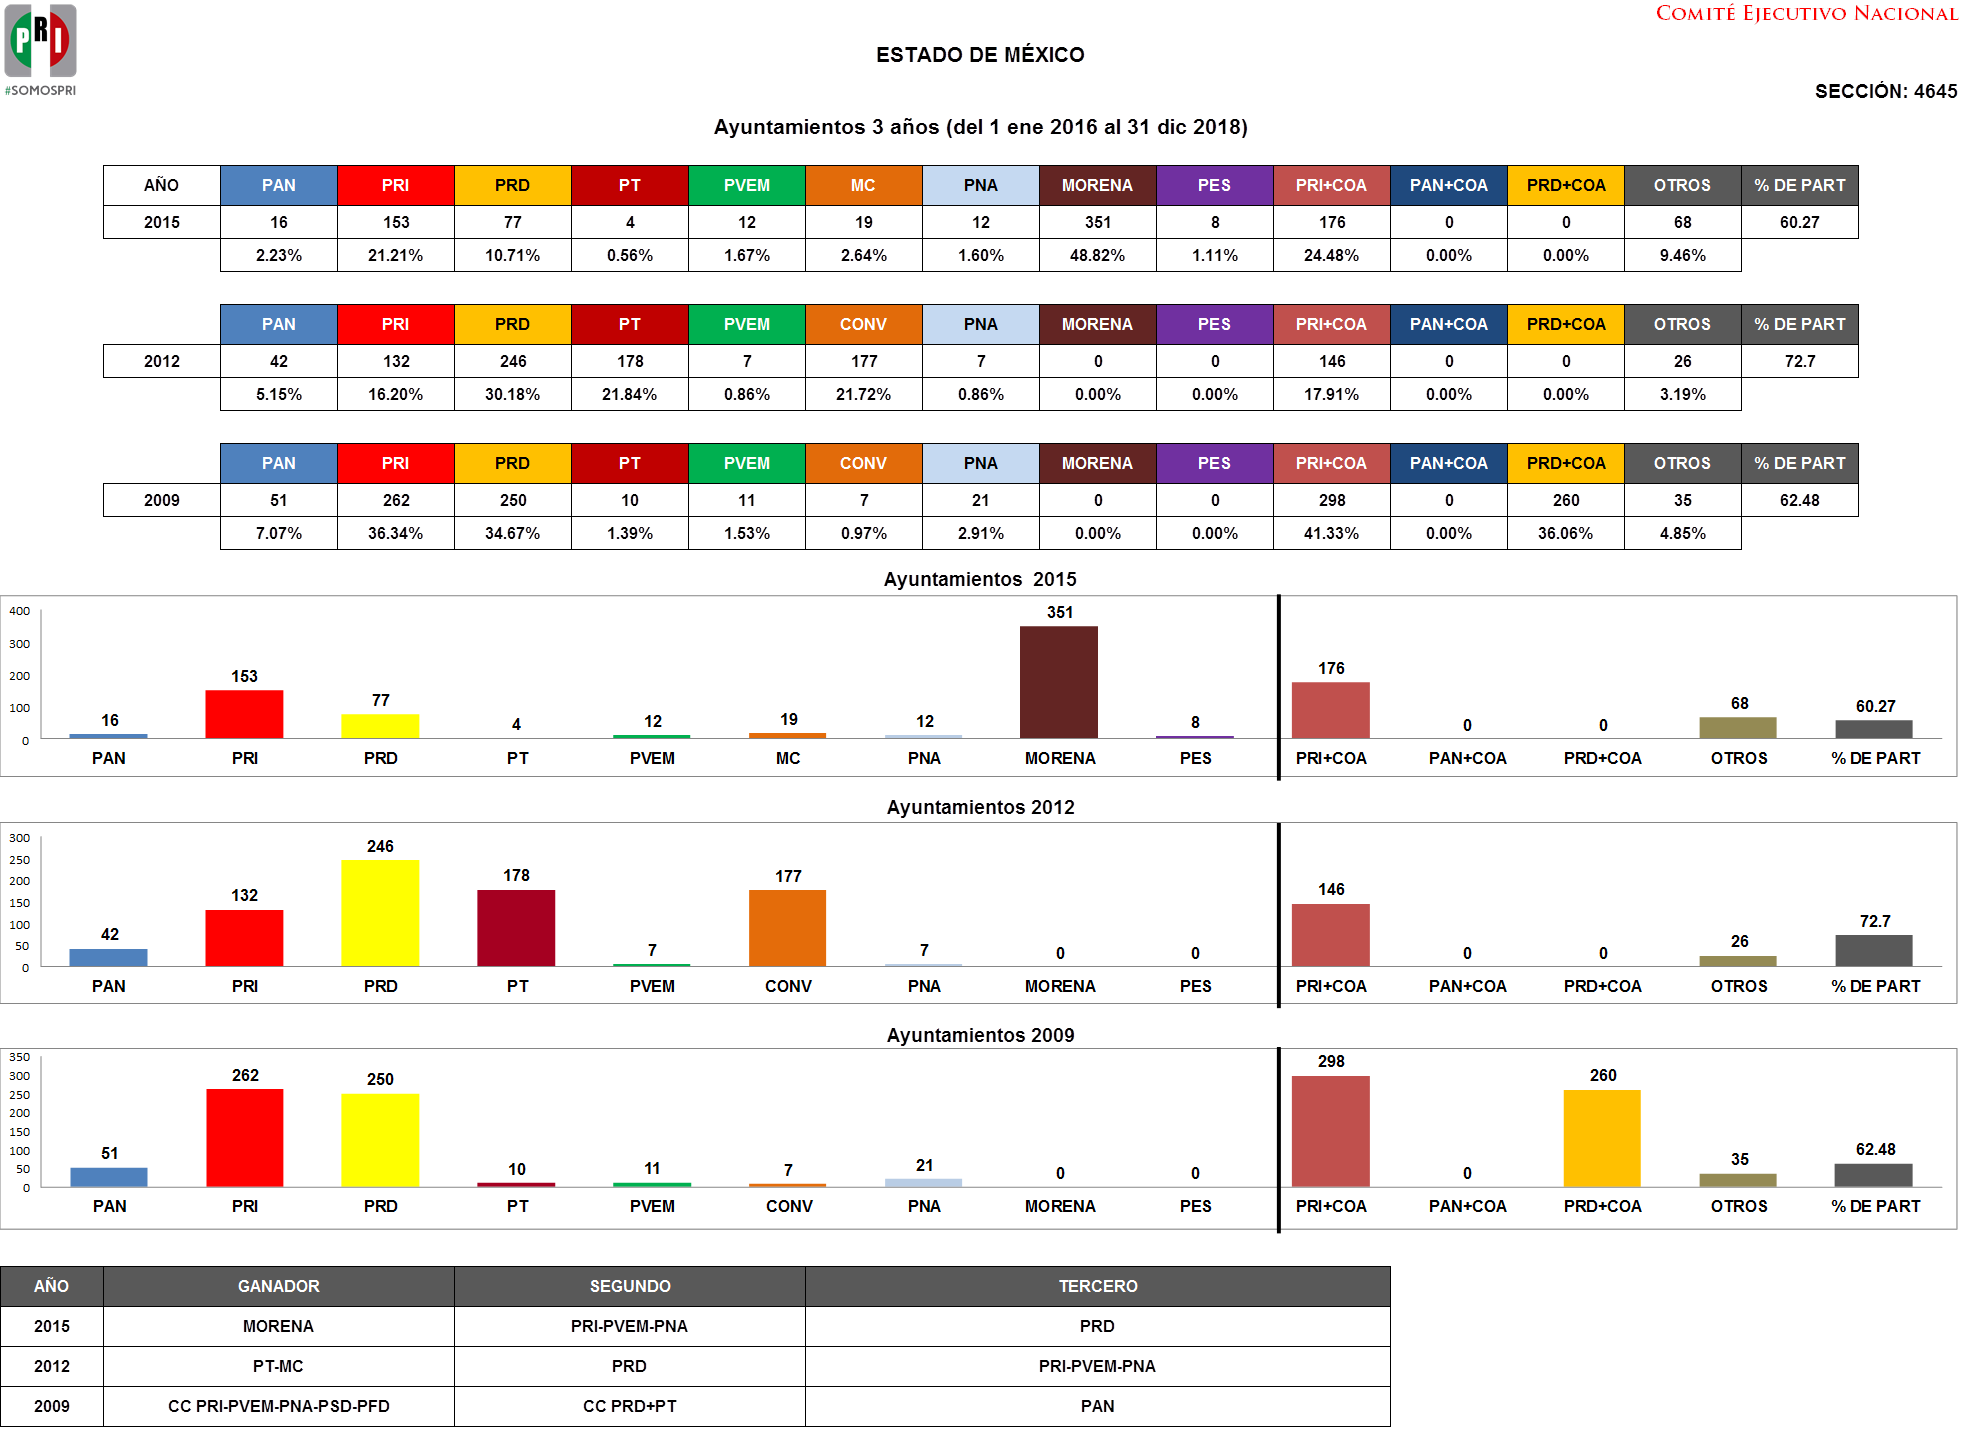 COMITÉ EJECUTIVO NACIONAL
PRI
#SOMOSPRI
ESTADO DE MÉXICO
SECCIÓN: 4645
Ayuntamientos 3 años (del 1 ene 2016 al 31 dic 2018)
AÑO PAN PRI PRD PT PVEM MC PNA MORENA PES PRI+COA PAN+COA PRD+COA OTROS % DE PART
2015 16 153 77 4 12 19 12 351 8 176 0 0 68 60.27
2.23% 21.21% 10.71% 0.56% 1.67% 2.64% 1.60% 48.82% 1.11% 24.48% 0.00% 0.00% 9.46%
PAN PRI PRD PT PVEM CONV PNA MORENA PES PRI+COA PAN+COA PRD+COA OTROS % DE PART
2012 42 132 246 178 7 177 7 0 0 146 0 0 26 72.7
5.15% 16.20% 30.18% 21.84% 0.86% 21.72% 0.86% 0.00% 0.00% 17.91% 0.00% 0.00% 3.19%
PAN PRI PRD PT PVEM CONV PNA MORENA PES PRI+COA PAN+COA PRD+COA OTROS % DE PART
2009 51 262 250 10 11 7 21 0 0 298 0 260 35 62.48
7.07% 36.34% 34.67% 1.39% 1.53% 0.97% 2.91% 0.00% 0.00% 41.33% 0.00% 36.06% 4.85%
Ayuntamientos 2015
400
300
200
100
0
16 153 77 4 12 19 12 351 8 176 0 0 68 60.27
PAN PRI PRD PT PVEM MC PNA MORENA PES PRI+COA PAN+COA PRD+COA OTROS % DE PART
Ayuntamientos 2012
300
250
200
150
100
50
0
42 132 246 178 7 177 7 0 0 146 0 0 26 72.7
PAN PRI PRD PT PVEM CONV PNA MORENA PES PRI+COA PAN+COA PRD+COA OTROS % DE PART
Ayuntamientos 2009
350
300
250
200
150
100
50
0
51 262 250 10 11 7 21 0 0 298 0 260 35 62.48
PAN PRI PRD PT PVEM CONV PNA MORENA PES PRI+COA PAN+COA PRD+COA OTROS % DE PART
AÑO GANADOR SEGUNDO TERCERO
2015 MORENA PRI-PVEM-PNA PRD
2012 PT-MC PRD PRI-PVEM-PNA
2009 CC PRI-PVEM-PNA-PSD-PFD CC PRD+PT PAN